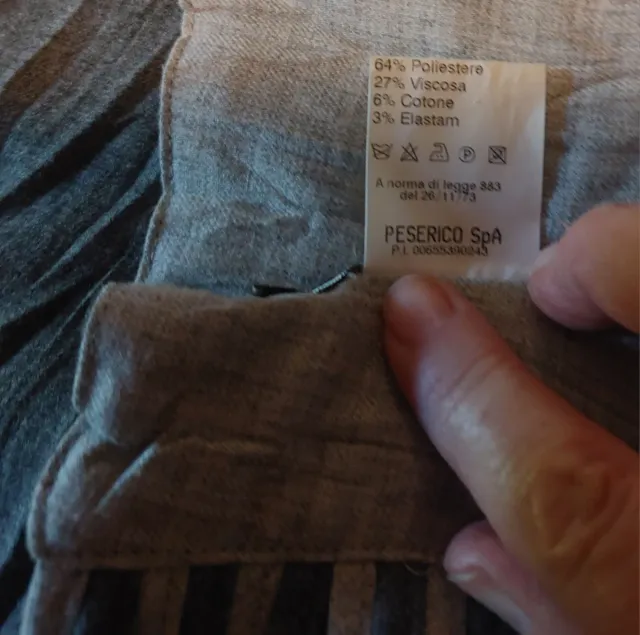 64% Poliestere
27% Viscosa
6% Cotone
3% Elastam
P
A norma di legge 883
del 26/11/73
PESERICO SpA
P.I. 00655390243